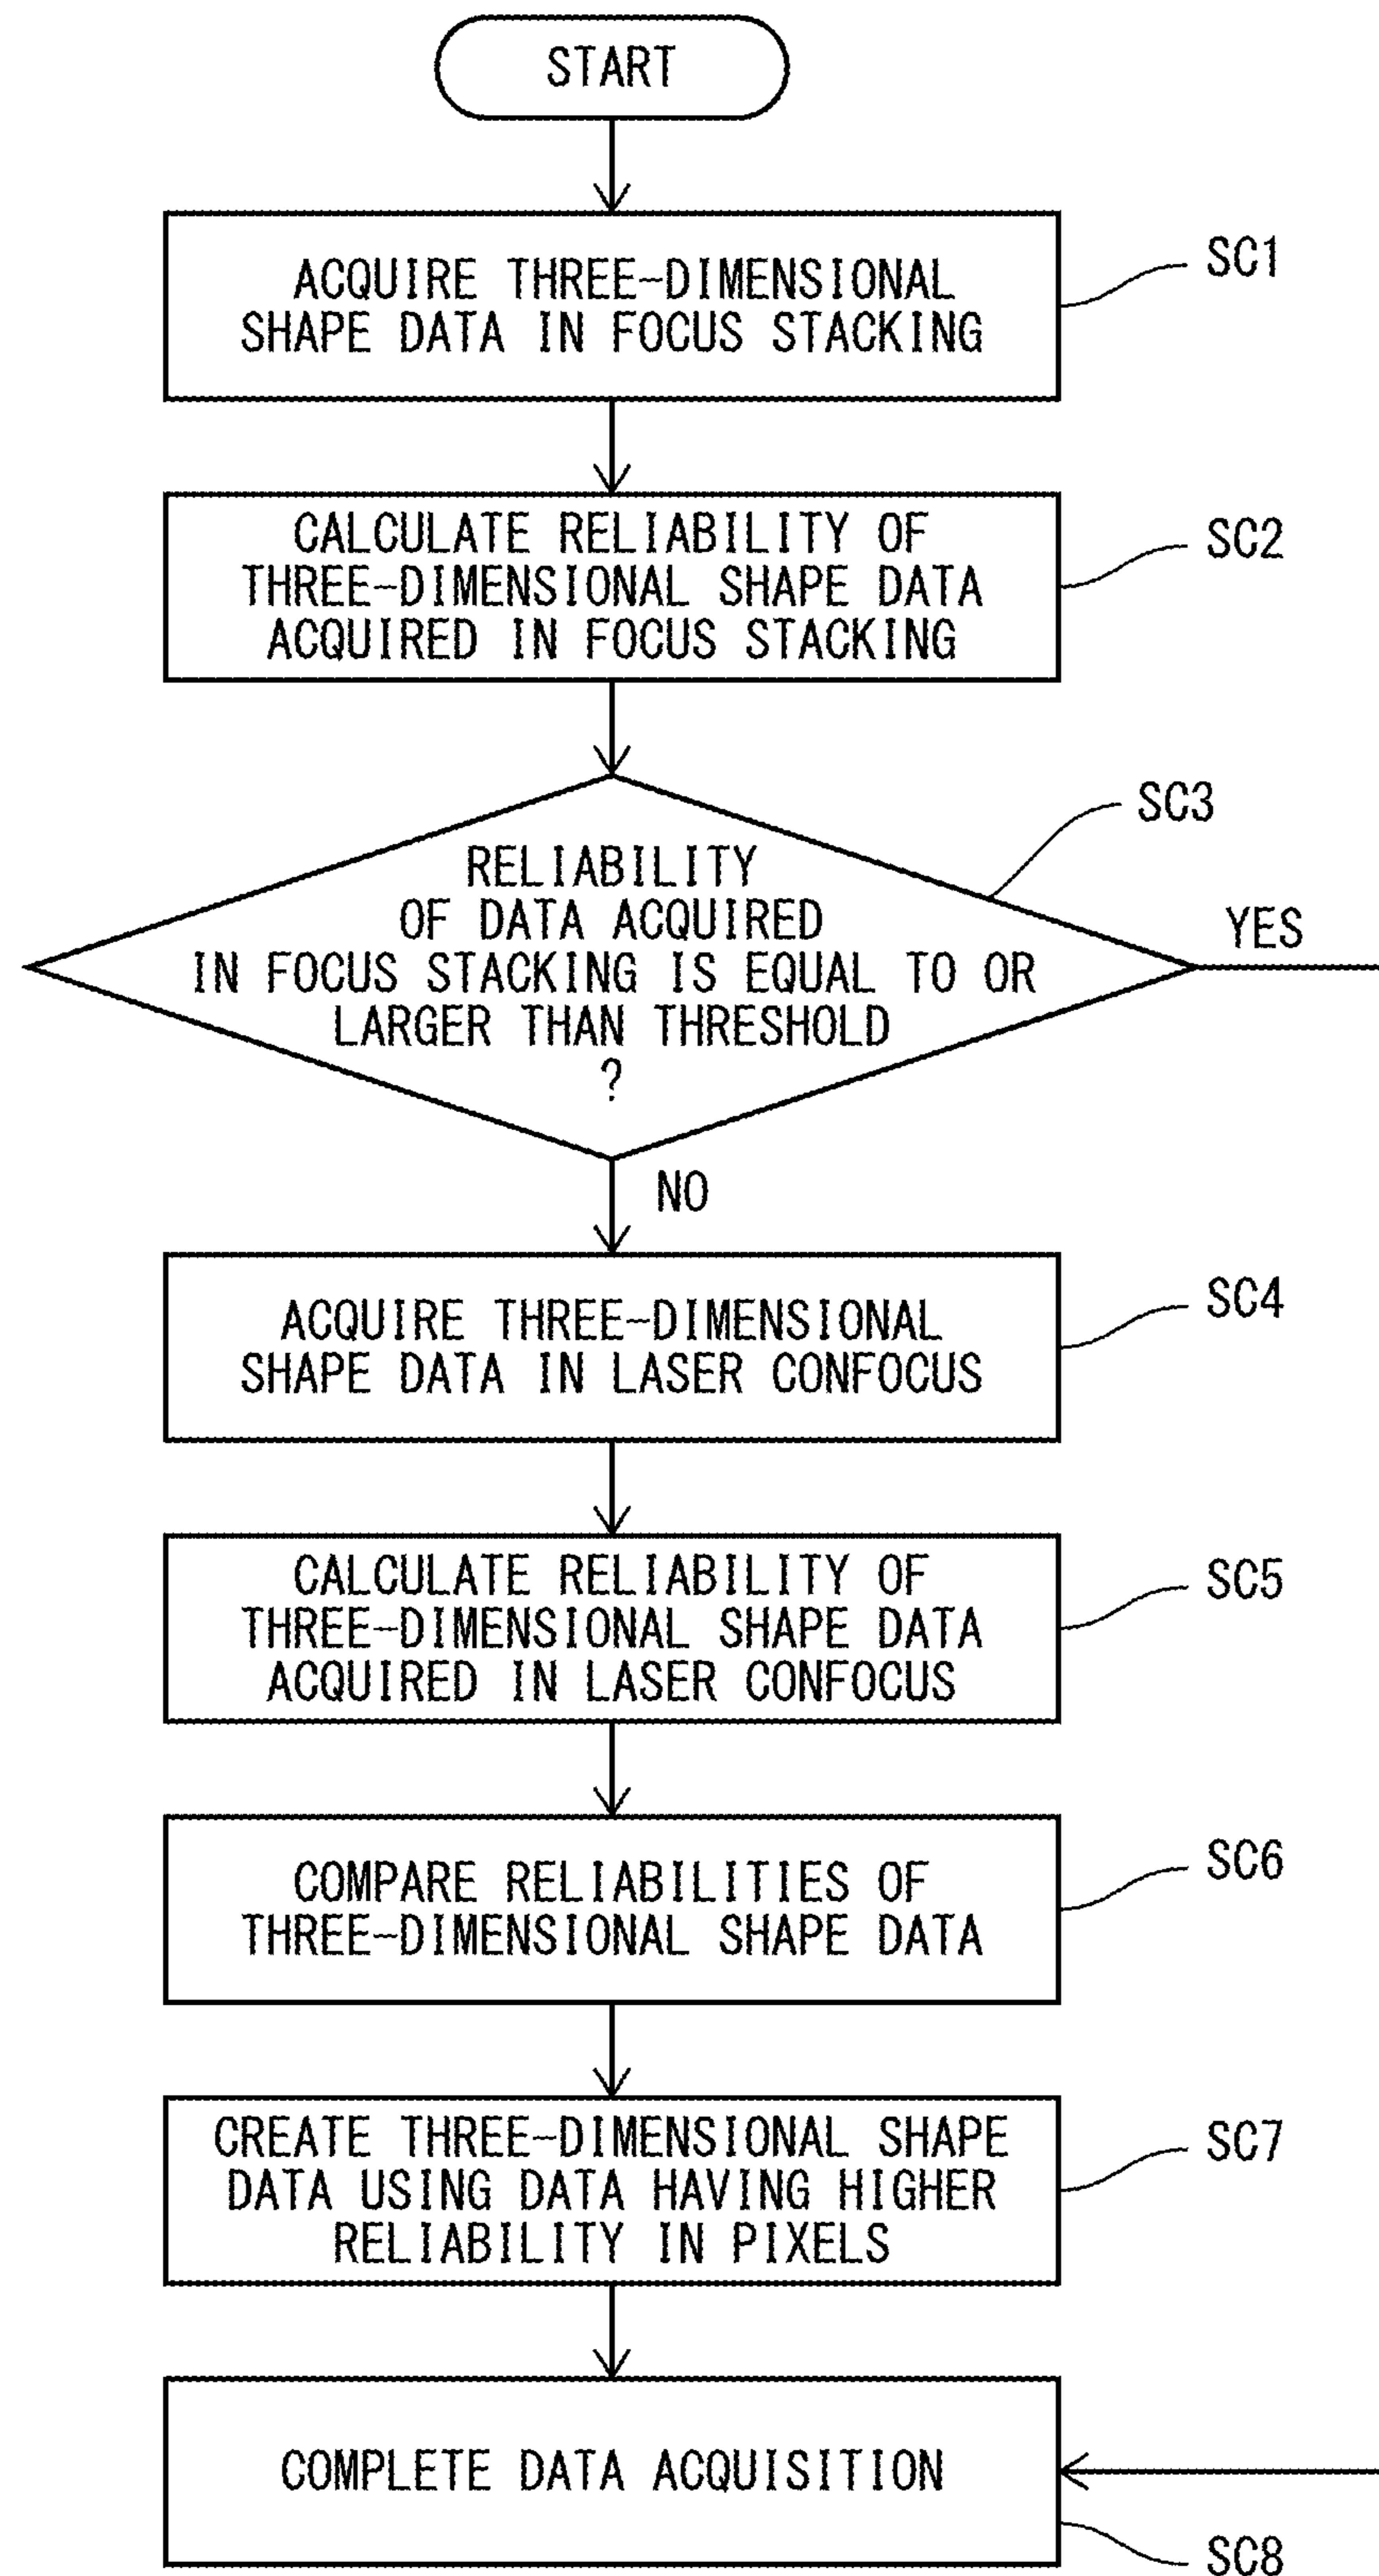 START
ACQUIRE THREE-DIMENSIONAL
SHAPE DATA IN FOCUS STACKING
SC1
CALCULATE RELIABILITY OF
THREE-DIMENSIONAL SHAPE DATA
ACQUIRED IN FOCUS STACKING
SC2
SC3
RELIABILITY
OF DATA ACQUIRED
IN FOCUS STACKING IS EQUAL TO OR
LARGER THAN THRESHOLD
?
YES
NO
ACQUIRE THREE-DIMENSIONAL
SHAPE DATA IN LASER CONFOCUS
SC4
CALCULATE RELIABILITY OF
THREE-DIMENSIONAL SHAPE DATA
ACQUIRED IN LASER CONFOCUS
SC5
COMPARE RELIABILITIES OF
THREE-DIMENSIONAL SHAPE DATA
SC6
CREATE THREE-DIMENSIONAL SHAPE
DATA USING DATA HAVING HIGHER
RELIABILITY IN PIXELS
SC7
COMPLETE DATA ACQUISITION
SC8